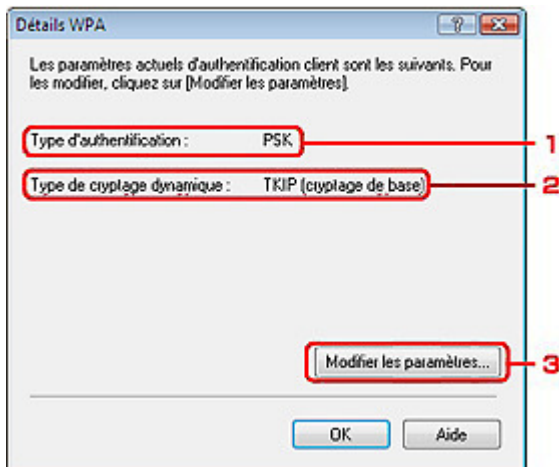 Détails WPA
Les paramètres actuels d'authentification client sont les suivants. Pour
les modifier, cliquez sur [Modifier les paramètres].
Type d'authentification : PSK 1
Type de cryptage dynamique : TKIP (cryptage de base) 2
Modifier les paramètres... 3
OK Aide